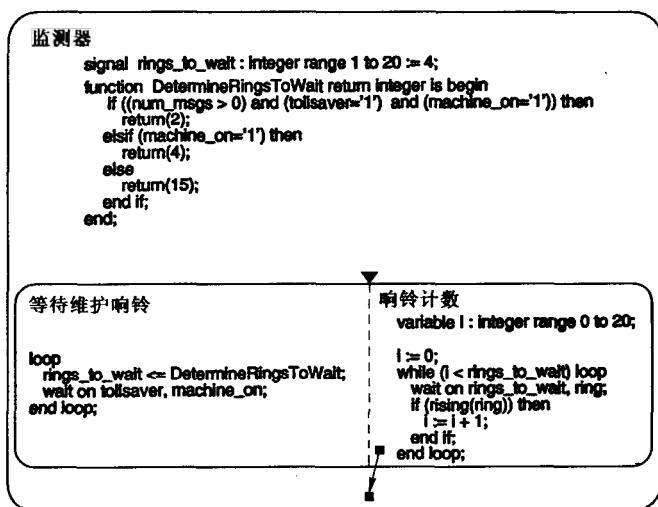 监测器
signal rings_to_wait : integer range 1 to 20 := 4;
function DetermineRingsToWait return integer is begin
if ((num_msgs > 0) and (tollsaver='1') and (machine_on='1')) then
return(2);
elsif (machine_on='1') then
return(4);
else
return(15);
end if;
end;
等待维护响铃
loop
rings_to_wait <= DetermineRingsToWait;
wait on tollsaver, machine_on;
end loop;
响铃计数
variable i : integer range 0 to 20;
i := 0;
while (i < rings_to_wait) loop
wait on rings_to_wait, ring;
if (rising(ring)) then
i := i + 1;
end if;
end loop;